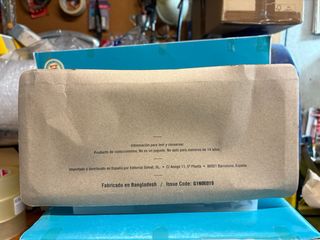 Información para leer y conservar.
Producto de coleccionismo. No es un juguete. No apto para menores de 14 años.
Importado y distribuido en España por Editorial Salvat, SL. • C/ Amigó 11, 5ª Planta • 08021 Barcelona, España
Fabricado en Bangladesh / Issue Code: G1N0E019